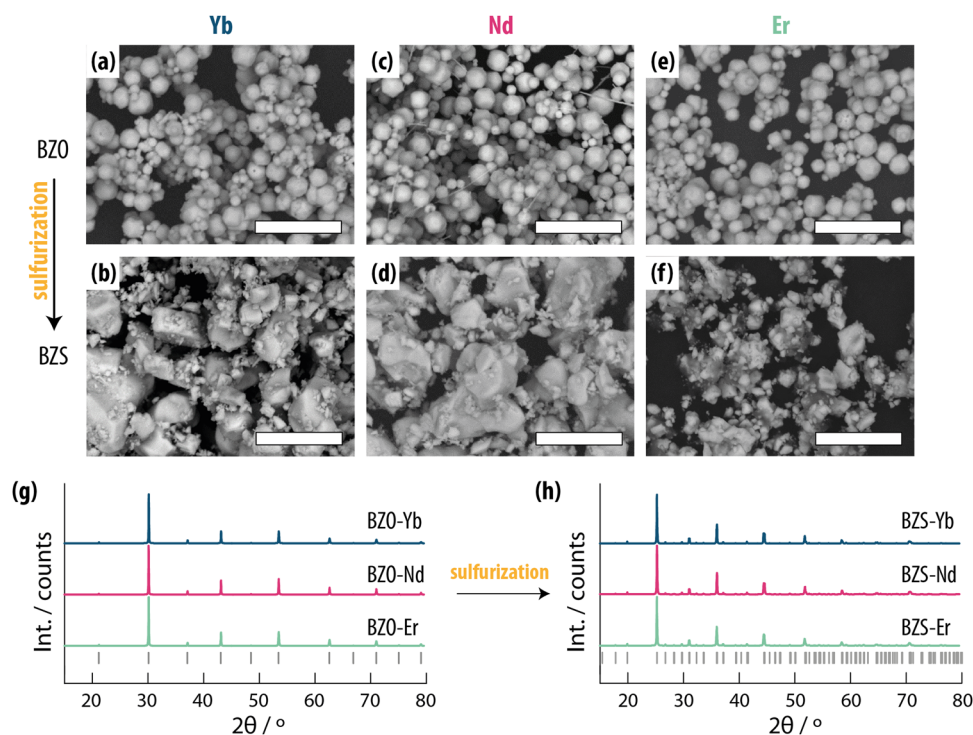 Yb Nd Er
(a) (c) (e)
BZO
sulfurization
(b) (d) (f)
BZS
(g) (h)
BZO-Yb BZS-Yb
BZO-Nd sulfurization BZS-Nd
BZO-Er BZS-Er
Int. / counts Int. / counts
20 30 40 50 60 70 80 20 30 40 50 60 70 80
2θ / º 2θ / º